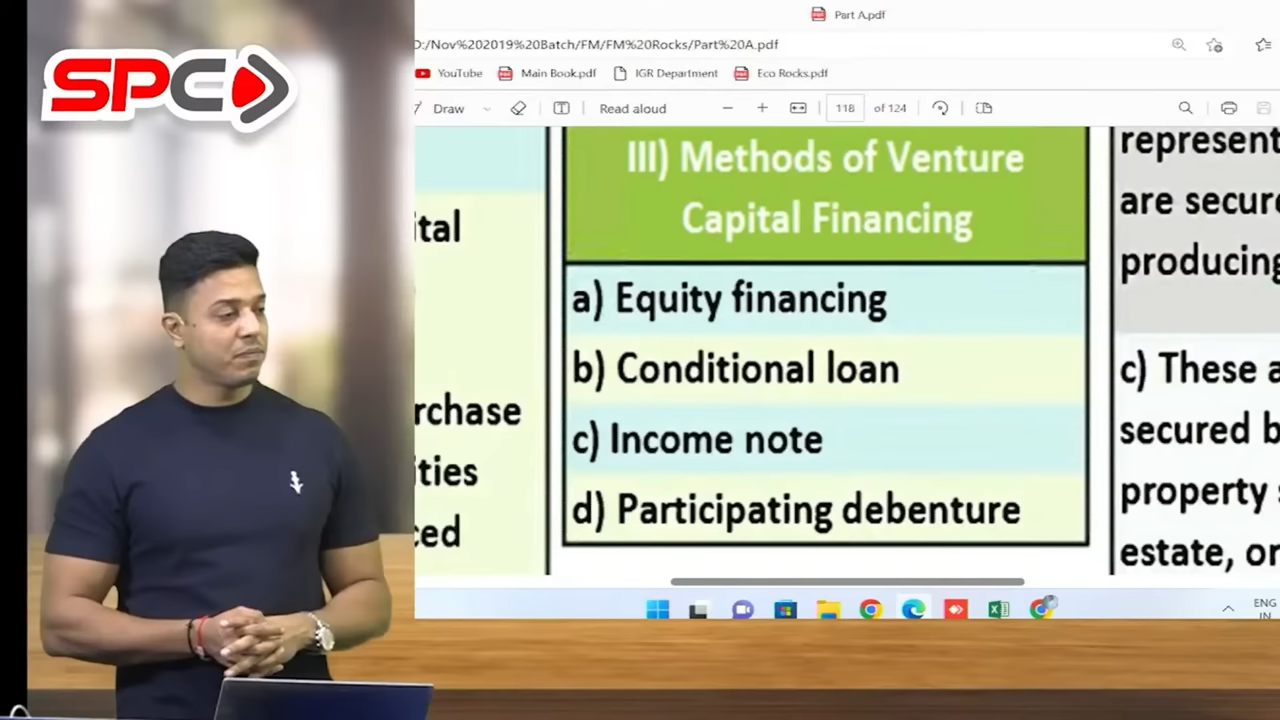 SPC
Part A.pdf
D:/Nov%202019%20Batch/FM/FM%20Rocks/Part%20A.pdf
YouTube
Main Book.pdf
IGR Department
Eco Rocks.pdf
Draw
Read aloud
118
of 124
ital
rchase
ities
ced
III) Methods of Venture
Capital Financing
a) Equity financing
b) Conditional loan
c) Income note
d) Participating debenture
represent
are secure
producing
c) These a
secured b
property
estate, or
ENG
IN